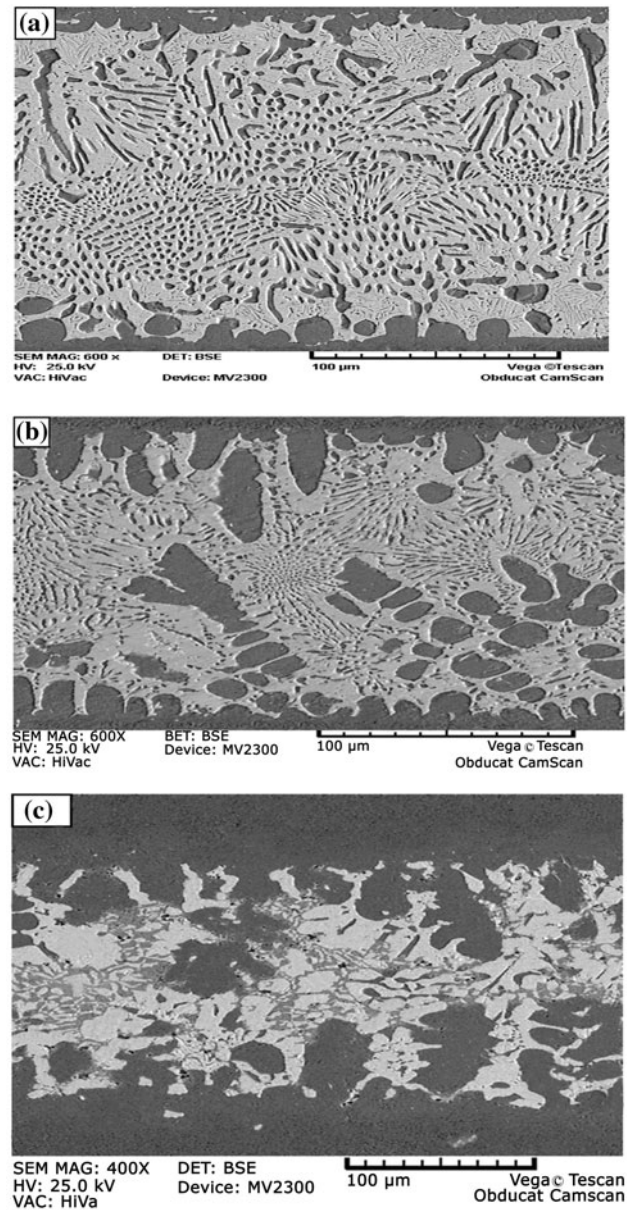 (a)
SEM MAG: 600 x DET: BSE
HV: 25.0 kV 100 µm Vega ©Tescan
VAC: HiVac Device: MV2300 Obducat CamScan
(b)
SEM MAG: 600X BET: BSE
HV: 25.0 kV Device: MV2300 100 µm Vega © Tescan
VAC: HiVac Obducat CamScan
(c)
SEM MAG: 400X DET: BSE 100 µm
HV: 25.0 kV Device: MV2300 Vega © Tescan
VAC: HiVa Obducat Camscan